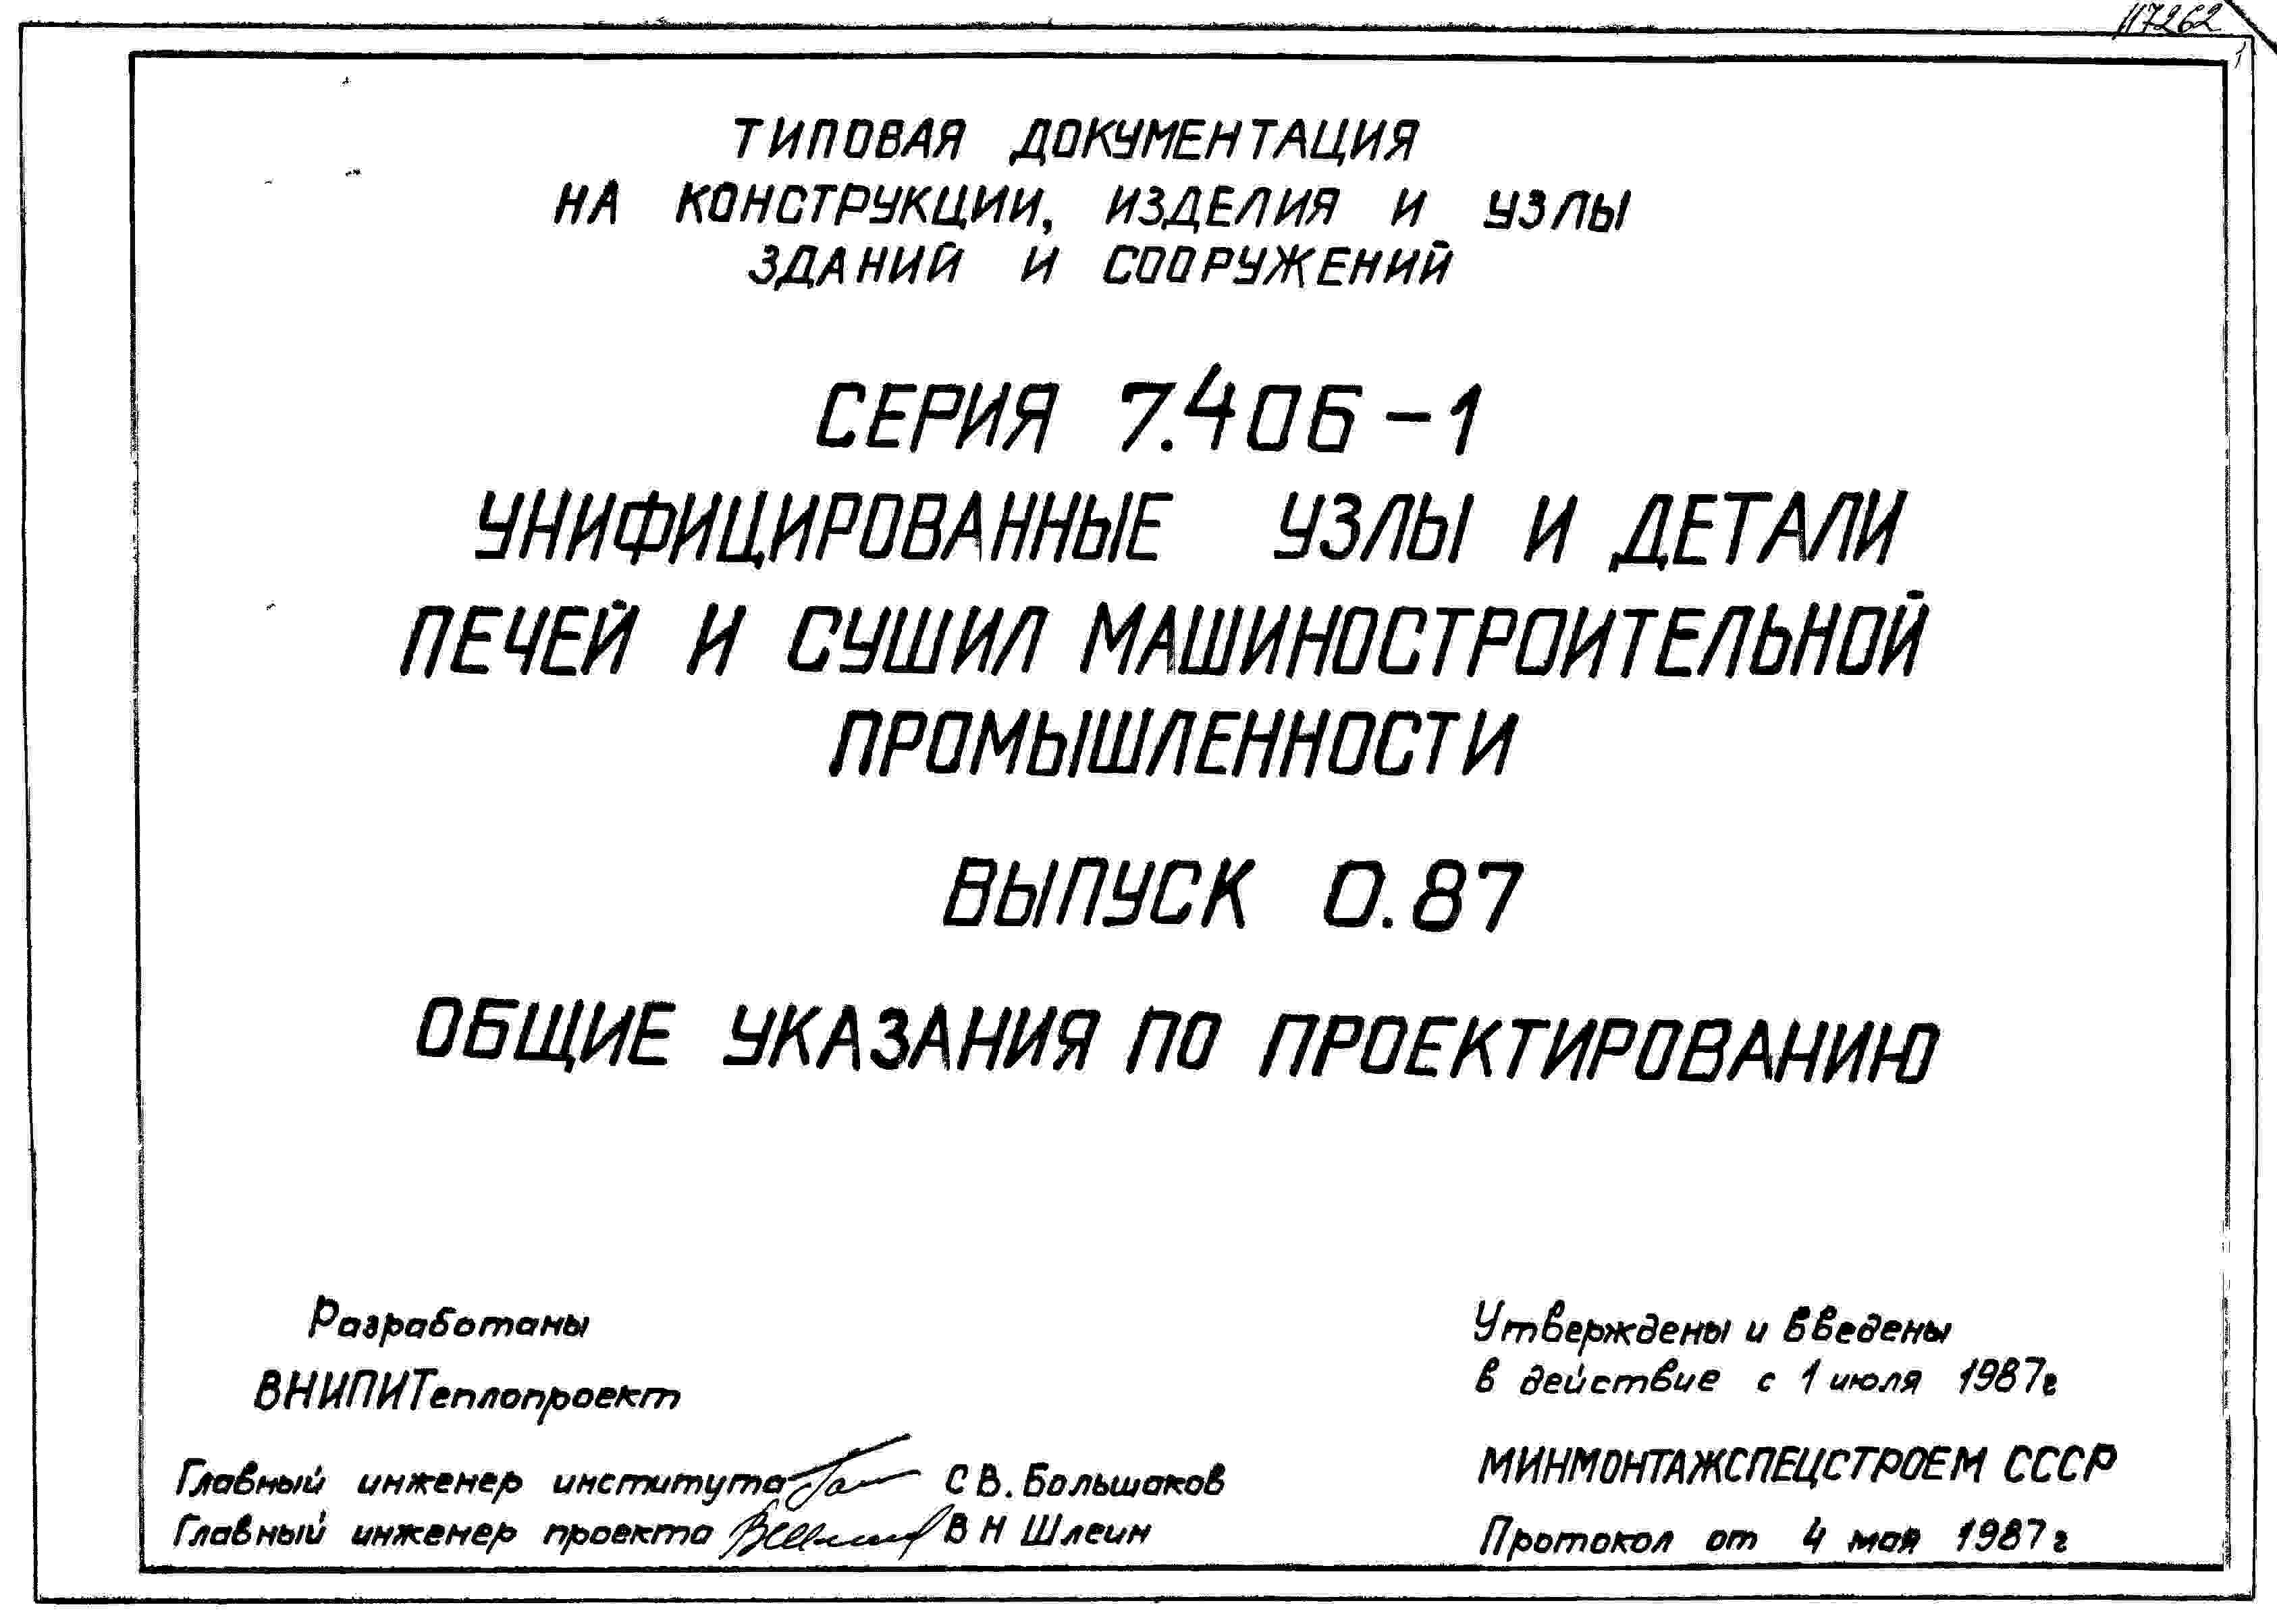 117262
1
ТИПОВАЯ ДОКУМЕНТАЦИЯ
НА КОНСТРУКЦИИ, ИЗДЕЛИЯ И УЗЛЫ
ЗДАНИЙ И СООРУЖЕНИЙ
СЕРИЯ 7.406-1
УНИФИЦИРОВАННЫЕ УЗЛЫ И ДЕТАЛИ
ПЕЧЕЙ И СУШИЛ МАШИНОСТРОИТЕЛЬНОЙ
ПРОМЫШЛЕННОСТИ
ВЫПУСК 0.87
ОБЩИЕ УКАЗАНИЯ ПО ПРОЕКТИРОВАНИЮ
Разработаны
ВНИПИТеплопроект
Главный инженер института С В. Большаков
Главный инженер проекта В Н Шлеин
Утверждены и введены
в действие с 1 июля 1987г
МИНМОНТАЖСПЕЦСТРОЕМ СССР
Протокол от 4 мая 1987г